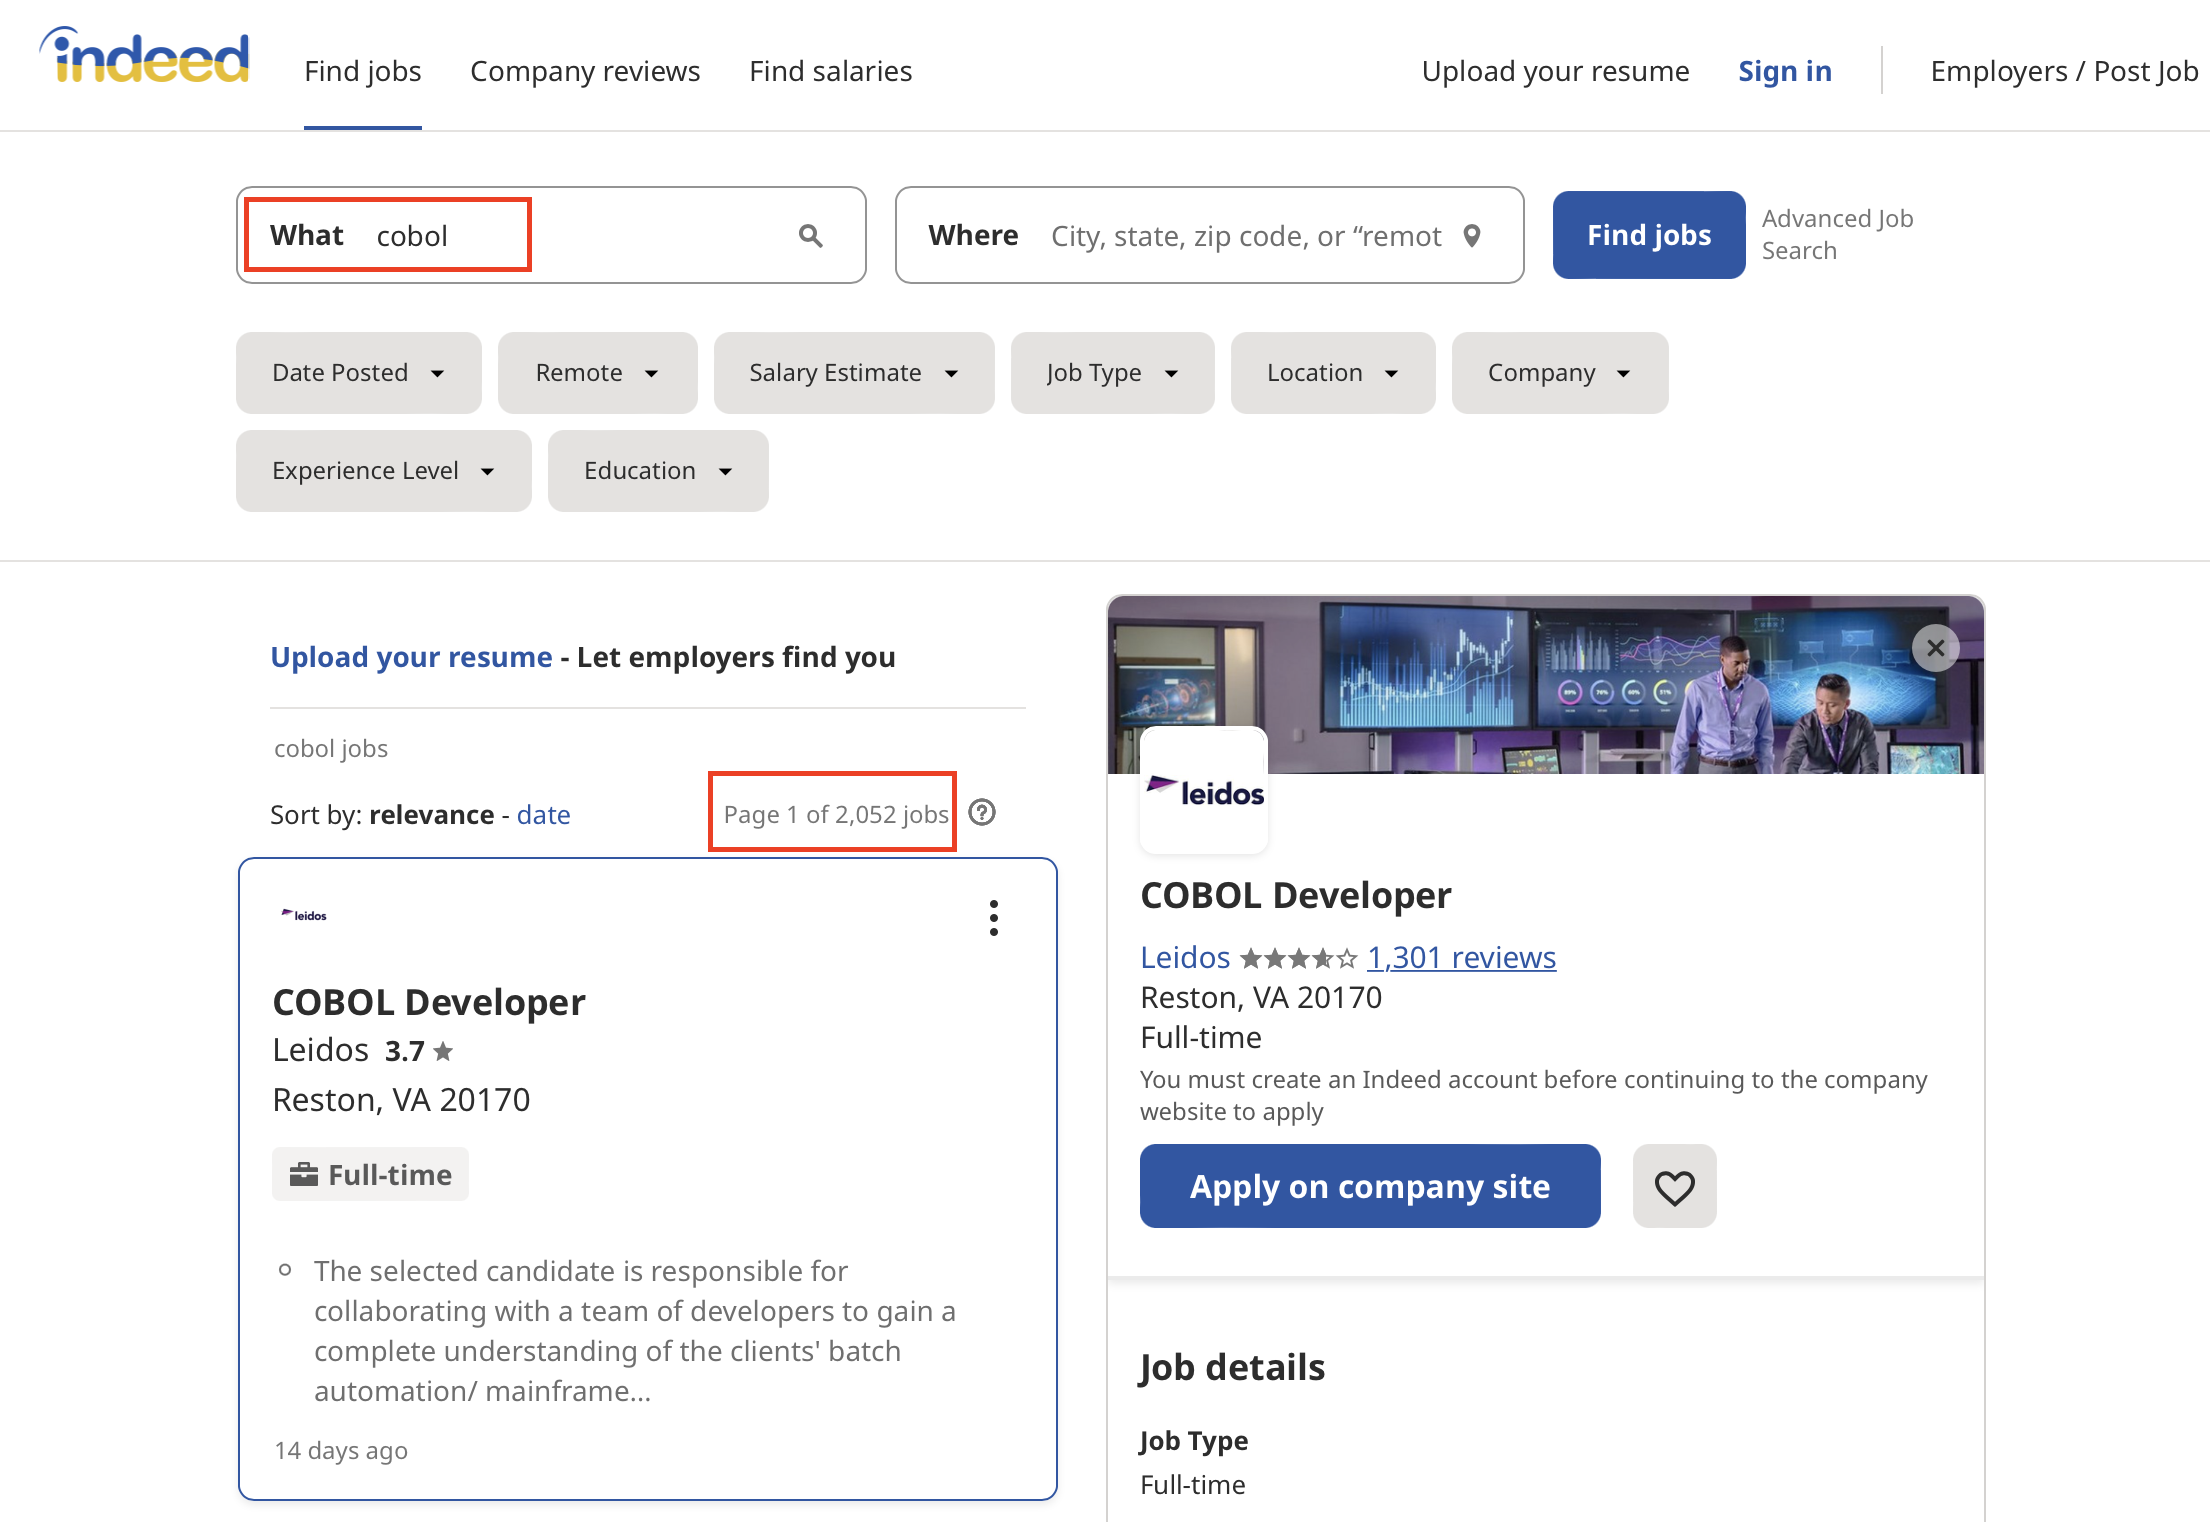 indeed
Find jobs
Company reviews
Find salaries
Upload your resume
Sign in
Employers / Post Job
What cobol
Where City, state, zip code, or “remot
Find jobs
Advanced Job
Search
Date Posted
Remote
Salary Estimate
Job Type
Location
Company
Experience Level
Education
Upload your resume - Let employers find you
cobol jobs
Sort by: relevance - date
Page 1 of 2,052 jobs
leidos
COBOL Developer
Leidos 3.7
Reston, VA 20170
Full-time
The selected candidate is responsible for
collaborating with a team of developers to gain a
complete understanding of the clients' batch
automation/ mainframe...
14 days ago
leidos
COBOL Developer
Leidos 1,301 reviews
Reston, VA 20170
Full-time
You must create an Indeed account before continuing to the company
website to apply
Apply on company site
Job details
Job Type
Full-time